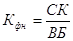 Кфн = СК / ВБ